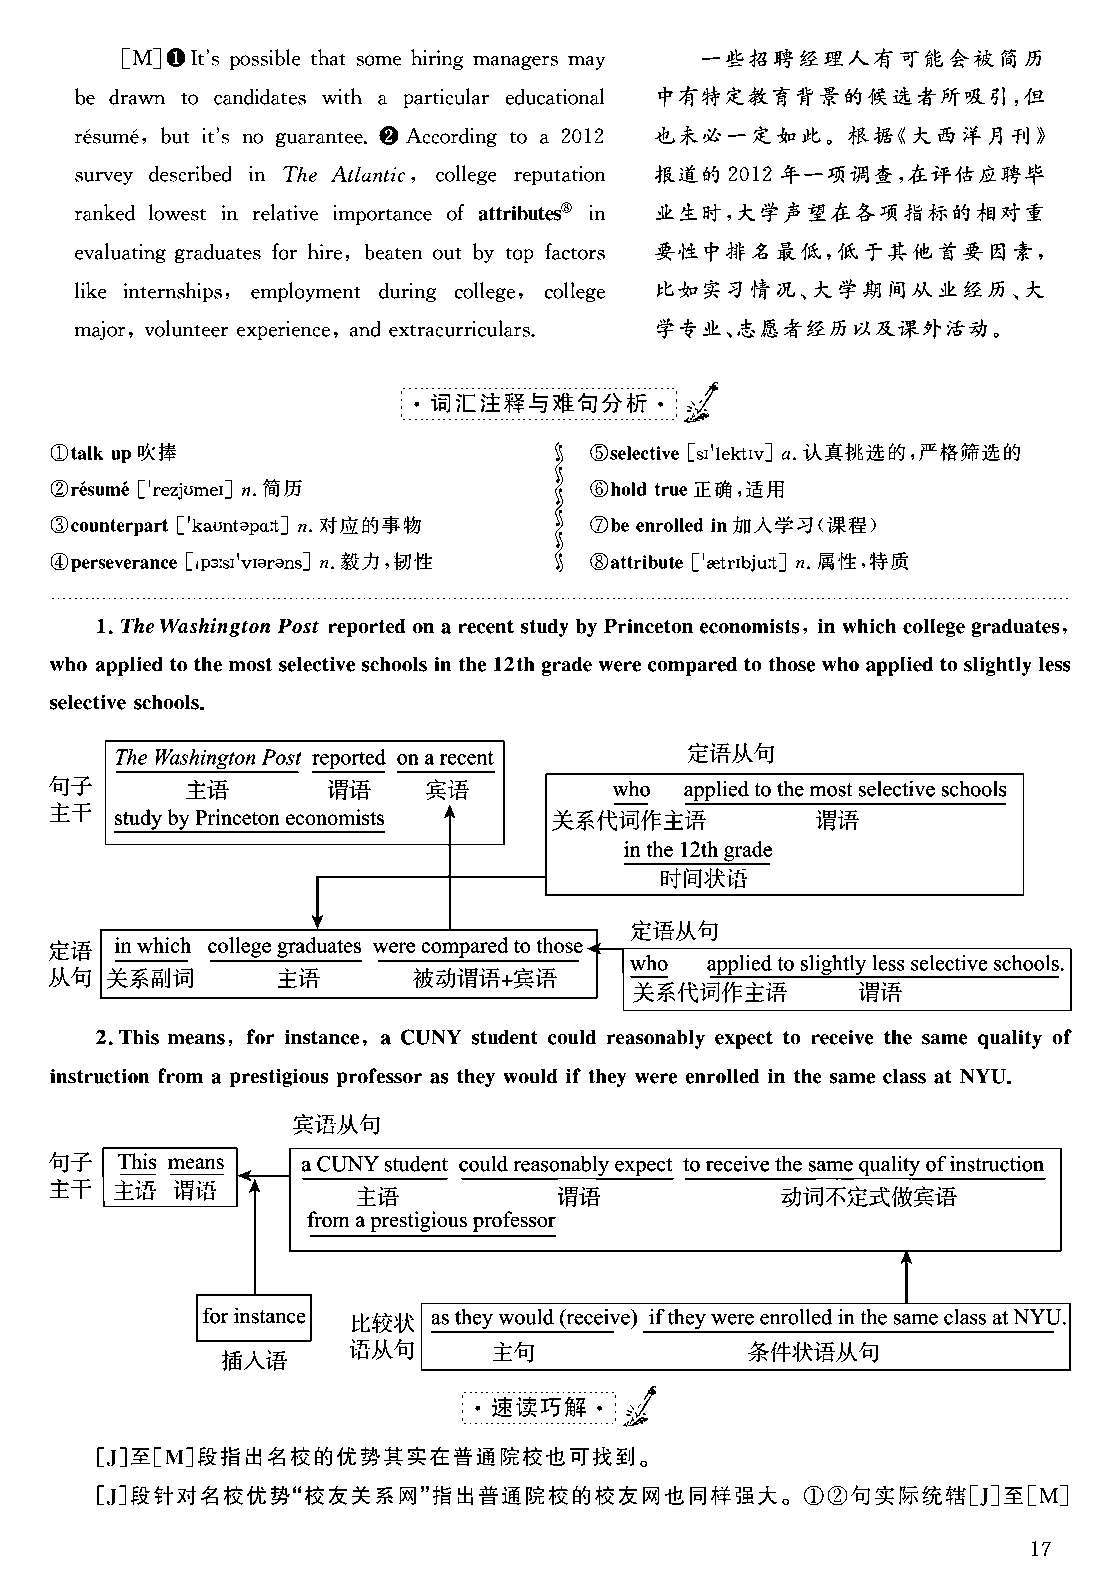 [M]❶It's possible that some hiring managers may
be drawn to candidates with a particular educational
résumé, but it's no guarantee. ❷ According to a 2012
survey described in The Atlantic, college reputation
ranked lowest in relative importance of attributes⑧ in
evaluating graduates for hire, beaten out by top factors
like internships, employment during college, college
major, volunteer experience, and extracurriculars.
一些招聘经理人有可能会被简历
中有特定教育背景的候选者所吸引,但
也未必一定如此。根据《大西洋月刊》
报道的2012年一项调查,在评估应聘毕
业生时,大学声望在各项指标的相对重
要性中排名最低,低于其他首要因素,
比如实习情况、大学期间从业经历、大
学专业、志愿者经历以及课外活动。
·词汇注释与难句分析·
①talk up 吹捧
②résumé [ˈrezjʊmeɪ] n. 简历
③counterpart [ˈkaʊntəpɑːt] n. 对应的事物
④perseverance [ˌpɜːsɪˈvɪərəns] n. 毅力,韧性
⑤selective [sɪˈlektɪv] a. 认真挑选的,严格筛选的
⑥hold true 正确,适用
⑦be enrolled in 加入学习(课程)
⑧attribute [ˈætrɪbjuːt] n. 属性,特质
1. The Washington Post reported on a recent study by Princeton economists, in which college graduates,
who applied to the most selective schools in the 12th grade were compared to those who applied to slightly less
selective schools.
句子
主干
The Washington Post reported on a recent
主语 谓语 宾语
study by Princeton economists
定语从句
who applied to the most selective schools
关系代词作主语 谓语
in the 12th grade
时间状语
定语
从句
in which college graduates were compared to those
关系副词 主语 被动谓语+宾语
定语从句
who applied to slightly less selective schools.
关系代词作主语 谓语
2. This means, for instance, a CUNY student could reasonably expect to receive the same quality of
instruction from a prestigious professor as they would if they were enrolled in the same class at NYU.
宾语从句
句子
主干
This means
主语 谓语
a CUNY student could reasonably expect to receive the same quality of instruction
主语 谓语 动词不定式做宾语
from a prestigious professor
for instance
插入语
比较状
语从句
as they would (receive) if they were enrolled in the same class at NYU.
主句 条件状语从句
·速读巧解·
[J]至[M]段指出名校的优势其实在普通院校也可找到。
[J]段针对名校优势“校友关系网”指出普通院校的校友网也同样强大。①②句实际统辖[J]至[M]
17